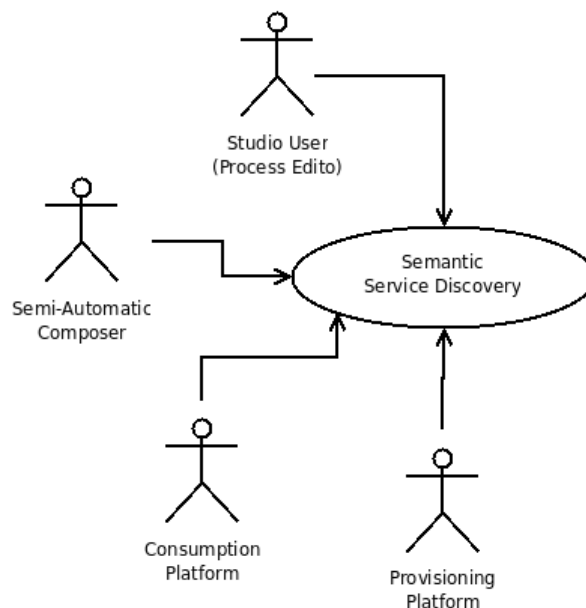 Studio User
(Process Edito)
Semantic
Service Discovery
Semi-Automatic
Composer
Consumption
Platform
Provisioning
Platform